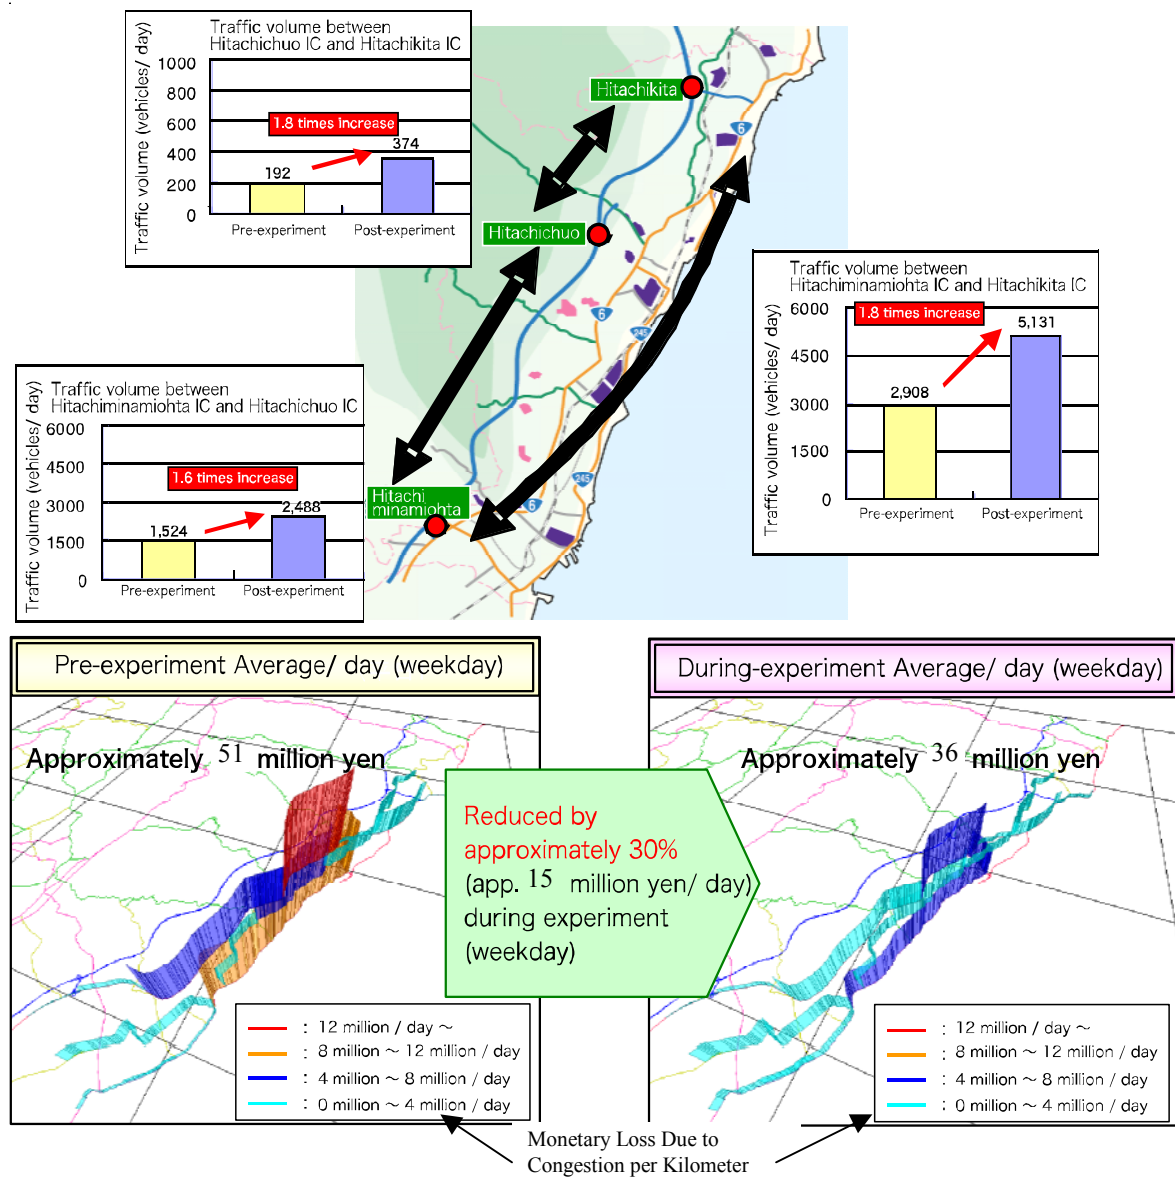 Traffic volume between
Hitachichuo IC and Hitachikita IC
Traffic volume (vehicles/ day)
1000
800
600
400
200
0
1.8 times increase
192
374
Pre-experiment
Post-experiment
Hitachikita
6
Hitachichuo
6
245
Hitachi
minamiohta
245
6
Traffic volume between
Hitachiminamiohta IC and Hitachikita IC
Traffic volume (vehicles/ day)
6000
4500
3000
1500
0
1.8 times increase
2,908
5,131
Pre-experiment
Post-experiment
Traffic volume between
Hitachiminamiohta IC and Hitachichuo IC
Traffic volume (vehicles/ day)
6000
4500
3000
1500
0
1.6 times increase
1,524
2,488
Pre-experiment
Post-experiment
Pre-experiment Average/ day (weekday)
Approximately 51 million yen
: 12 million / day ~
: 8 million ~ 12 million / day
: 4 million ~ 8 million / day
: 0 million ~ 4 million / day
Reduced by
approximately 30%
(app. 15 million yen/ day)
during experiment
(weekday)
During-experiment Average/ day (weekday)
Approximately 36 million yen
: 12 million / day ~
: 8 million ~ 12 million / day
: 4 million ~ 8 million / day
; 0 million ~ 4 million / day
Monetary Loss Due to
Congestion per Kilometer